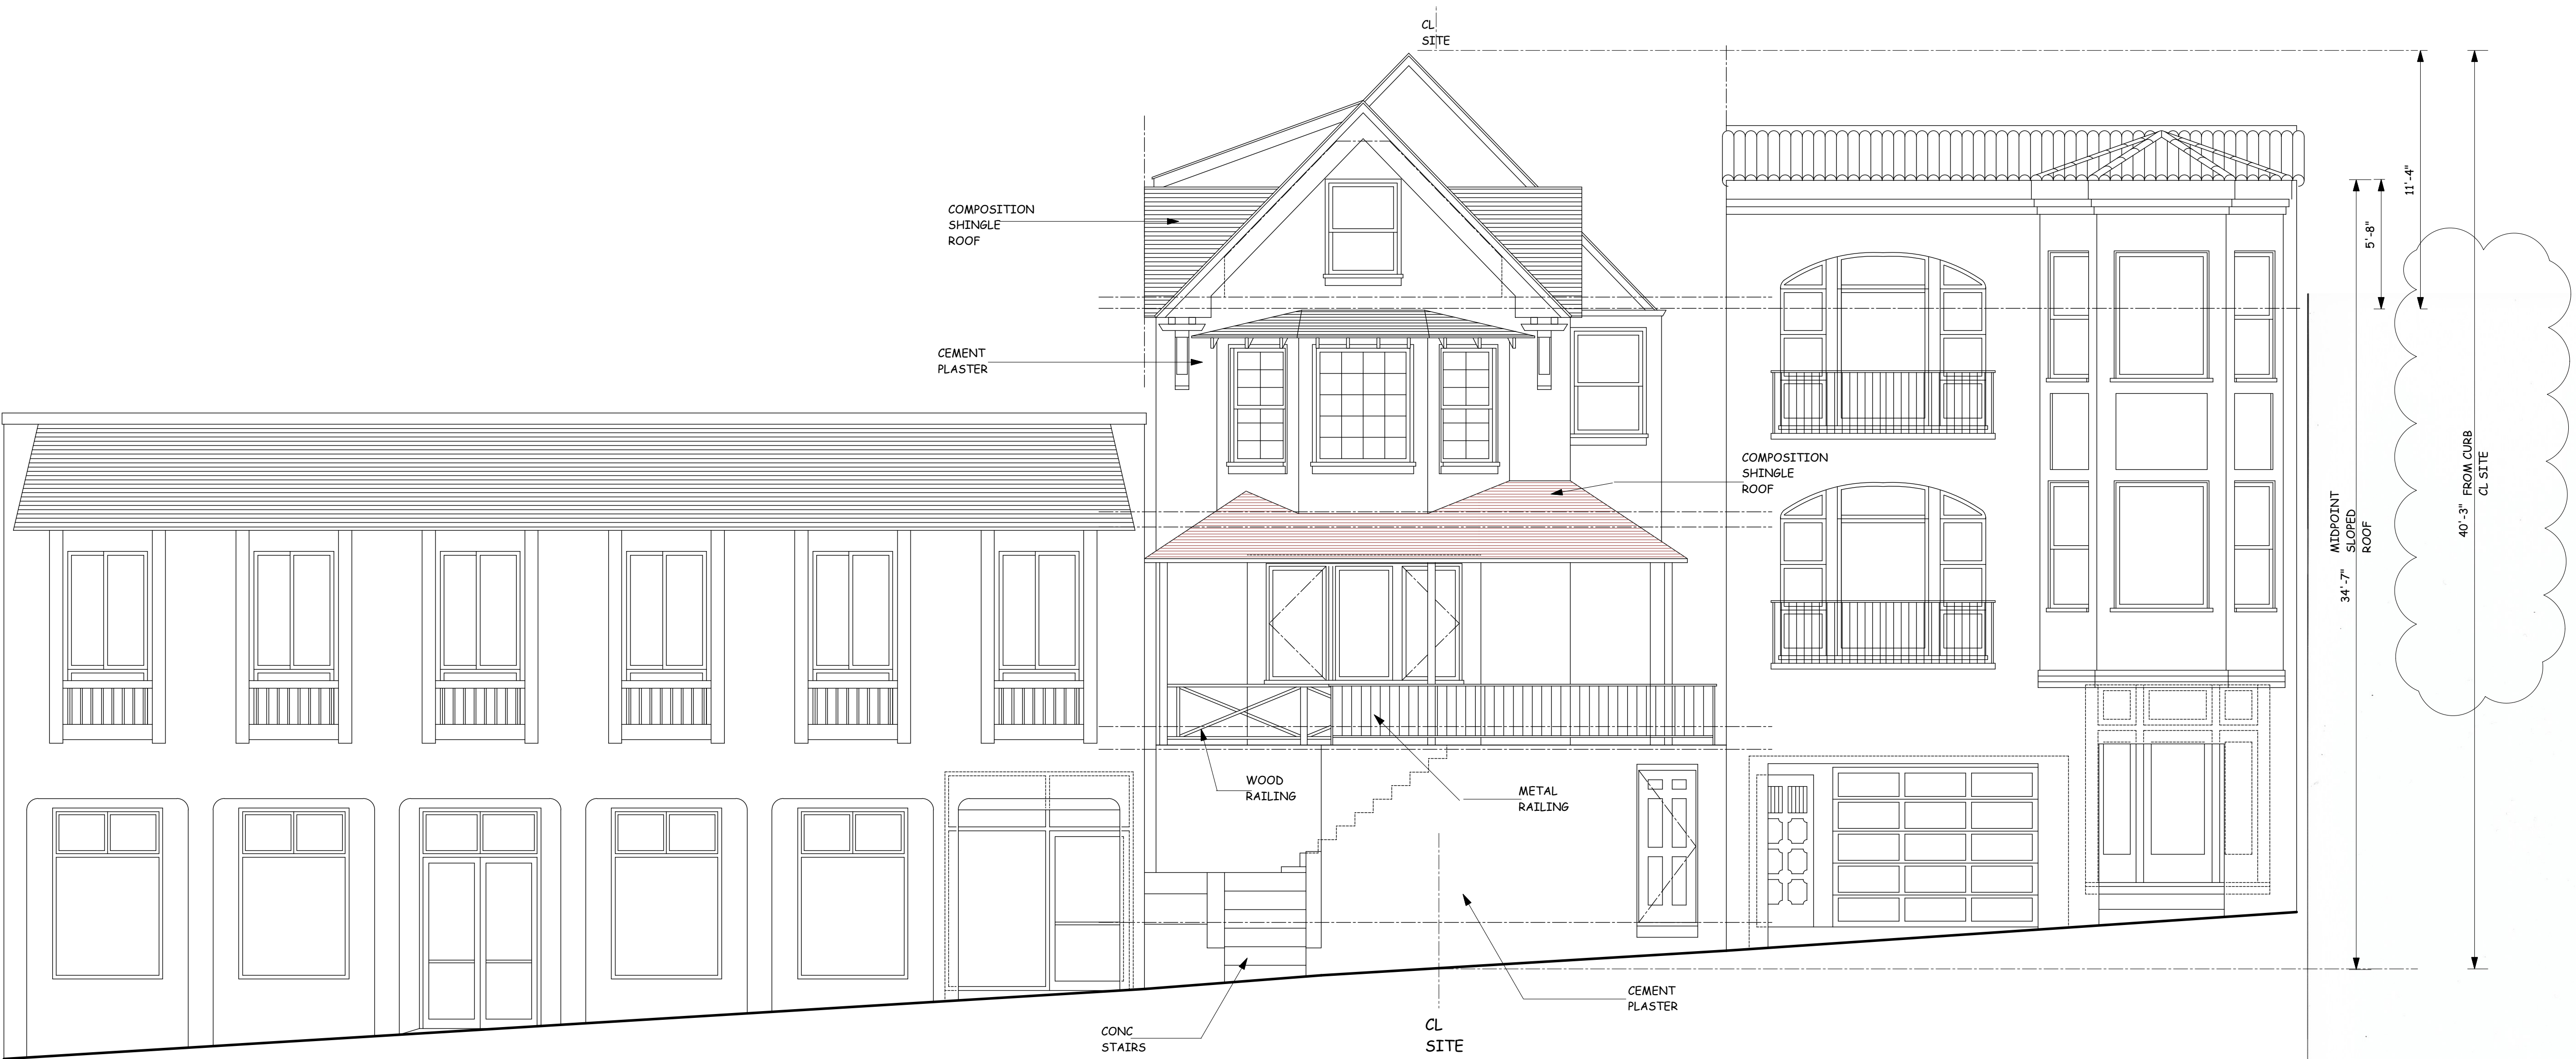 CL
SITE
COMPOSITION
SHINGLE
ROOF
CEMENT
PLASTER
COMPOSITION
SHINGLE
ROOF
WOOD
RAILING
METAL
RAILING
CEMENT
PLASTER
CONC
STAIRS
CL
SITE
11'-4"
5'-8"
34'-7"
MIDPOINT
SLOPED
ROOF
40'-3" FROM CURB
CL SITE